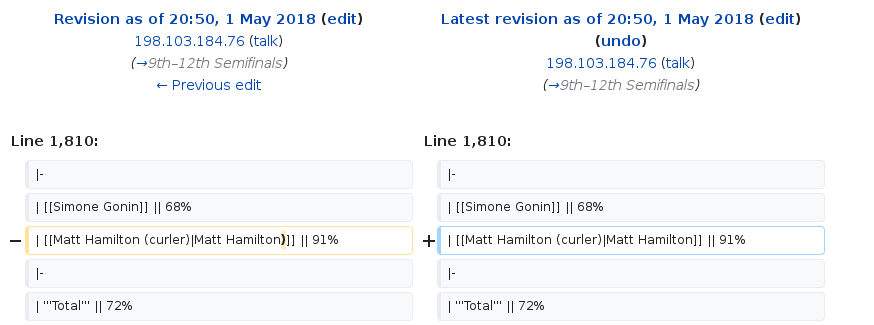 Revision as of 20:50, 1 May 2018 (edit)
198.103.184.76 (talk)
(→9th–12th Semifinals)
← Previous edit
Latest revision as of 20:50, 1 May 2018 (edit)
(undo)
198.103.184.76 (talk)
(→9th–12th Semifinals)
Line 1,810:
Line 1,810:
|-
|-
| [[Simone Gonin]] || 68%
| [[Simone Gonin]] || 68%
− | [[Matt Hamilton (curler)|Matt Hamilton)]] || 91%
+ | [[Matt Hamilton (curler)|Matt Hamilton]] || 91%
|-
|-
| '''Total''' || 72%
| '''Total''' || 72%